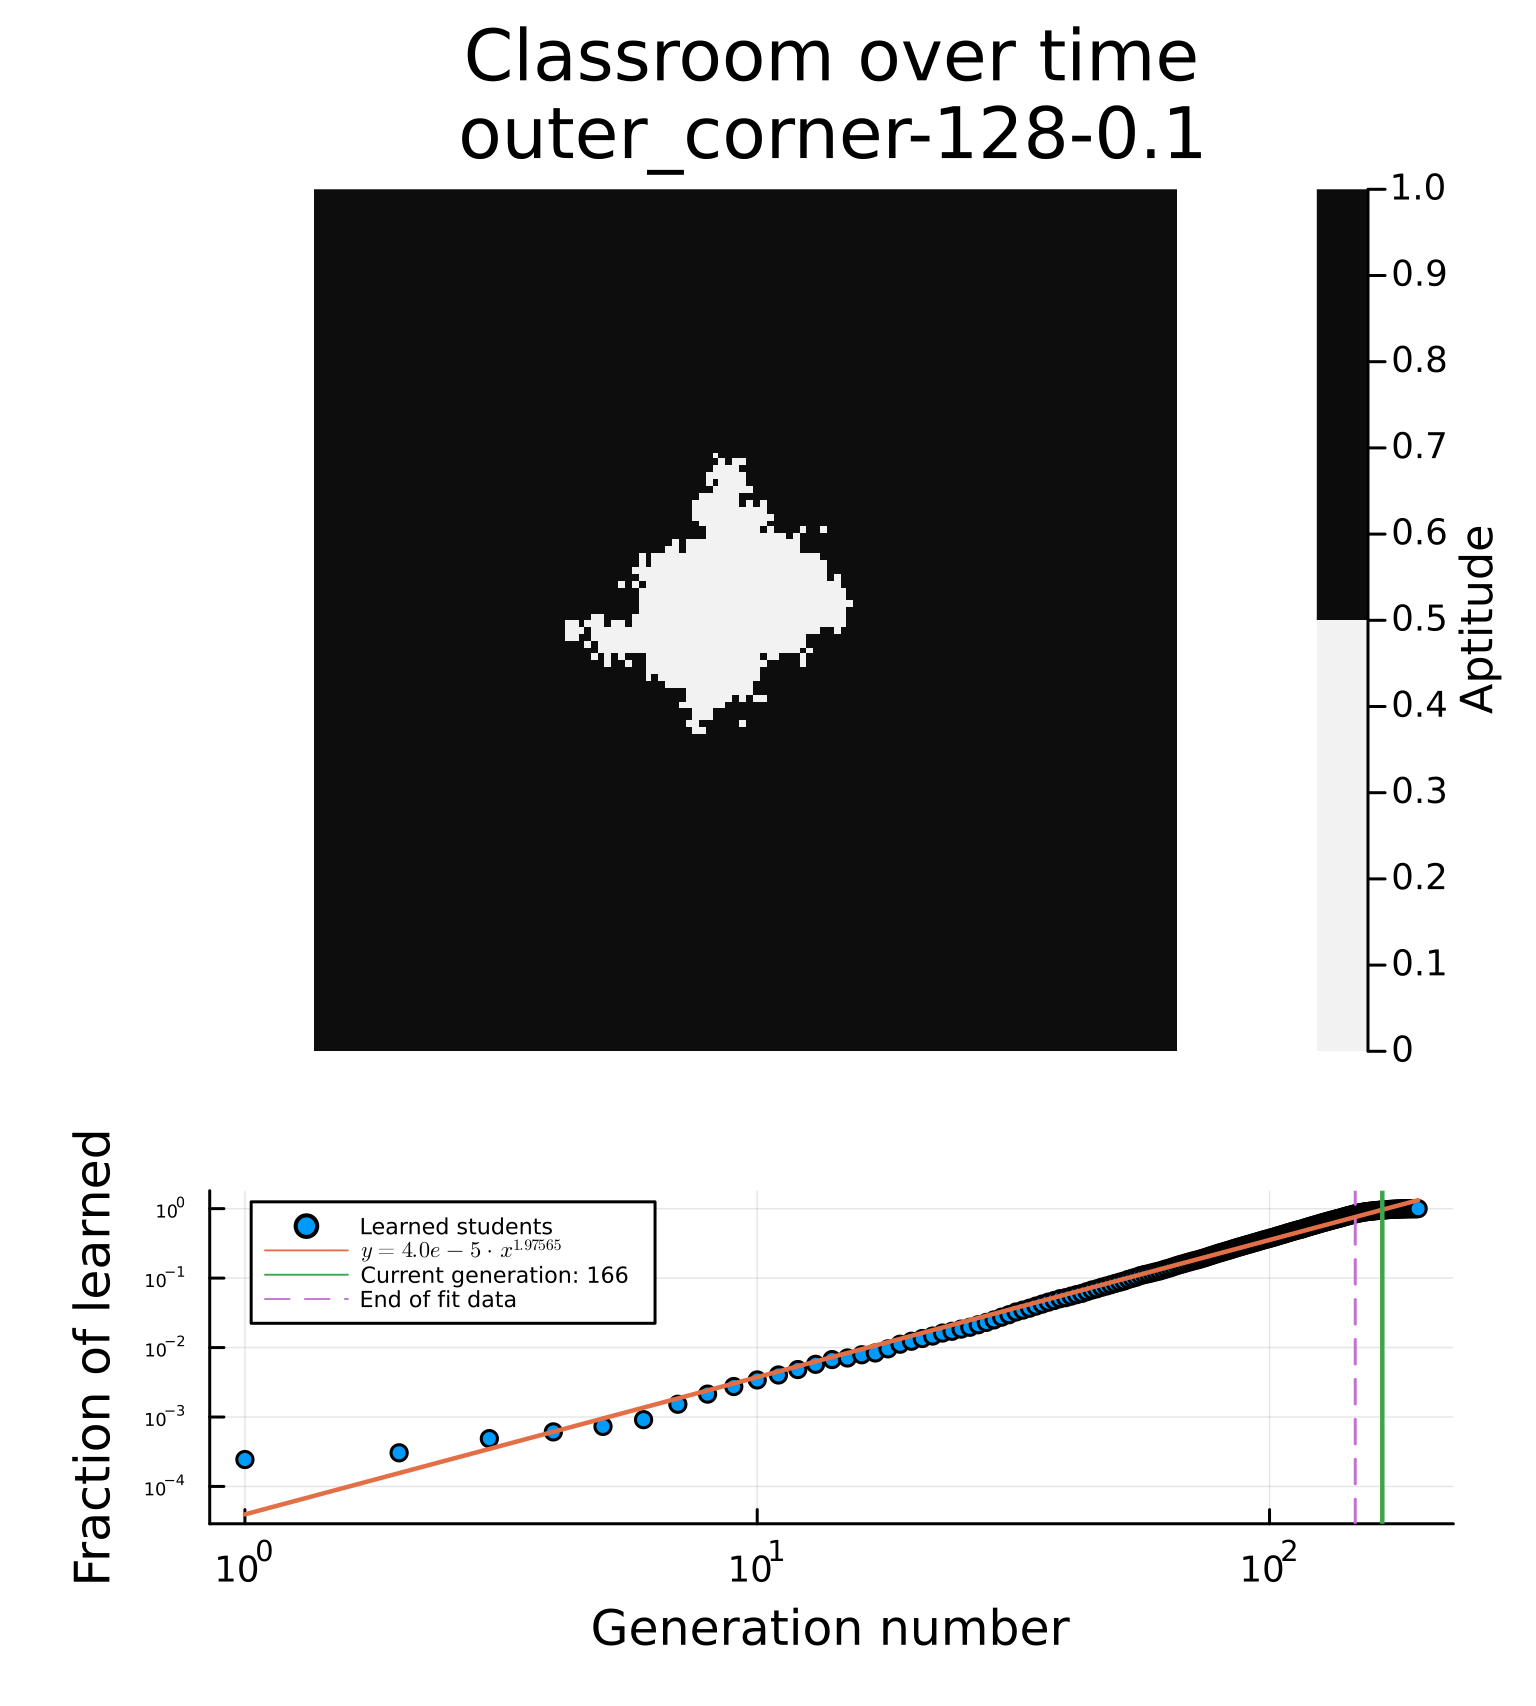 Classroom over time
outer_corner-128-0.1
1.0
0.9
0.8
0.7
0.6
0.5
0.4
0.3
0.2
0.1
0
Aptitude
Fraction of learned
10⁰
10⁻¹
10⁻²
10⁻³
10⁻⁴
Learned students
y = 4.0e − 5 · x¹·⁹⁷⁵⁶⁵
Current generation: 166
End of fit data
10⁰
10¹
10²
Generation number